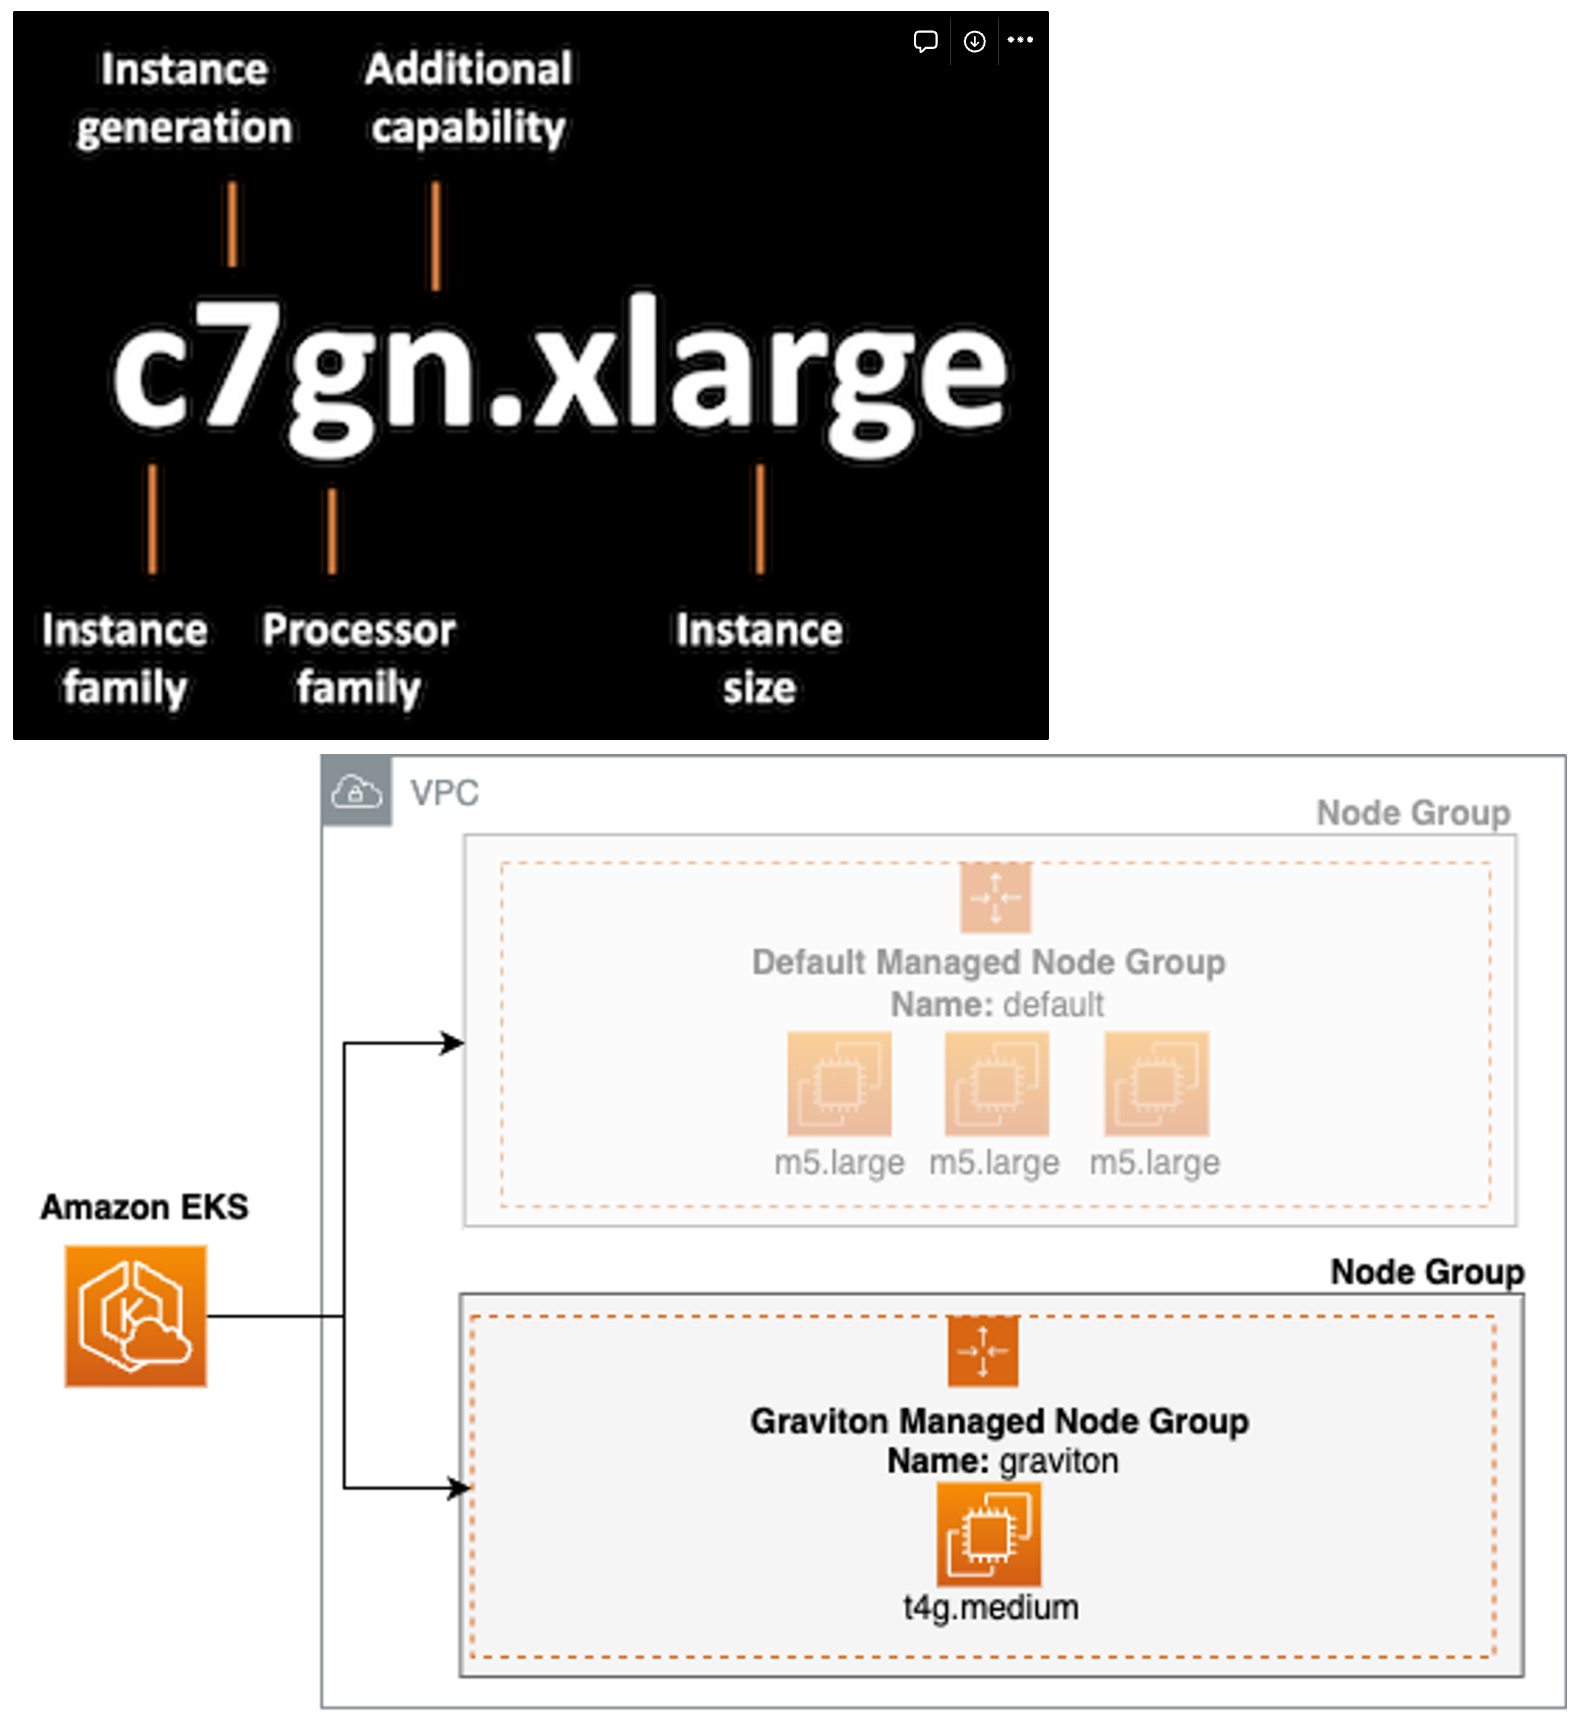 Instance
generation
Additional
capability
c7gn.xlarge
Instance
family
Processor
family
Instance
size
VPC
Node Group
Default Managed Node Group
Name: default
m5.large
m5.large
m5.large
Amazon EKS
Node Group
Graviton Managed Node Group
Name: graviton
t4g.medium